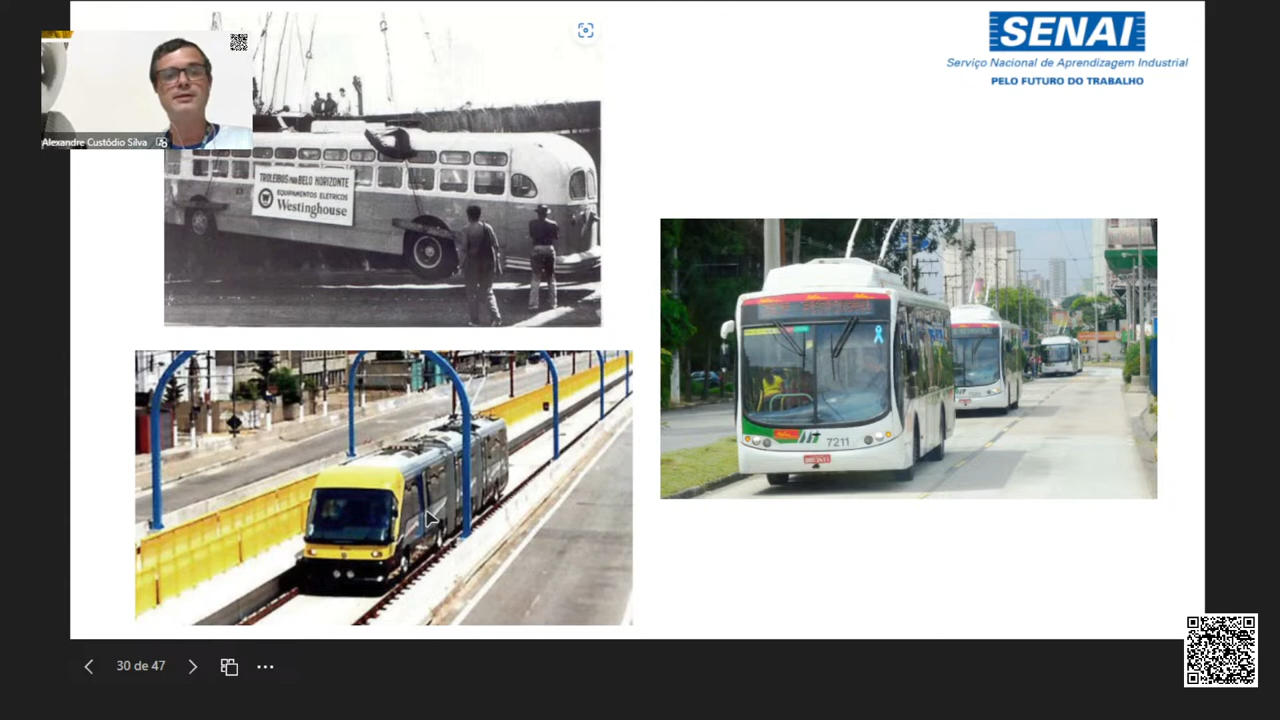 SENAI
Serviço Nacional de Aprendizagem Industrial
PELO FUTURO DO TRABALHO
Alexandre Custódio Silva
TROLEIBUS PARA BELO HORIZONTE
EQUIPAMENTOS ELÉTRICOS
Westinghouse
7211
30 de 47